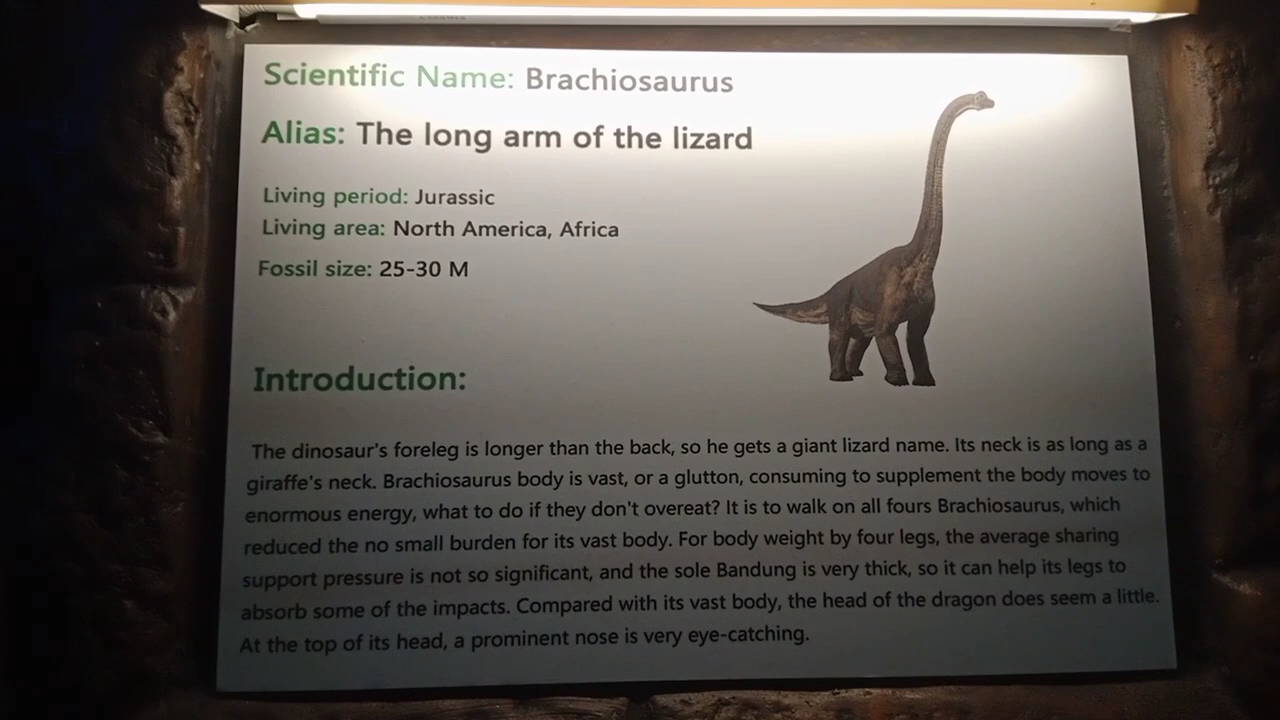 Scientific Name: Brachiosaurus
Alias: The long arm of the lizard
Living period: Jurassic
Living area: North America, Africa
Fossil size: 25-30 M
Introduction:
The dinosaur's foreleg is longer than the back, so he gets a giant lizard name. Its neck is as long as a
giraffe's neck. Brachiosaurus body is vast, or a glutton, consuming to supplement the body moves to
enormous energy, what to do if they don't overeat? It is to walk on all fours Brachiosaurus, which
reduced the no small burden for its vast body. For body weight by four legs, the average sharing
support pressure is not so significant, and the sole Bandung is very thick, so it can help its legs to
absorb some of the impacts. Compared with its vast body, the head of the dragon does seem a little.
At the top of its head, a prominent nose is very eye-catching.